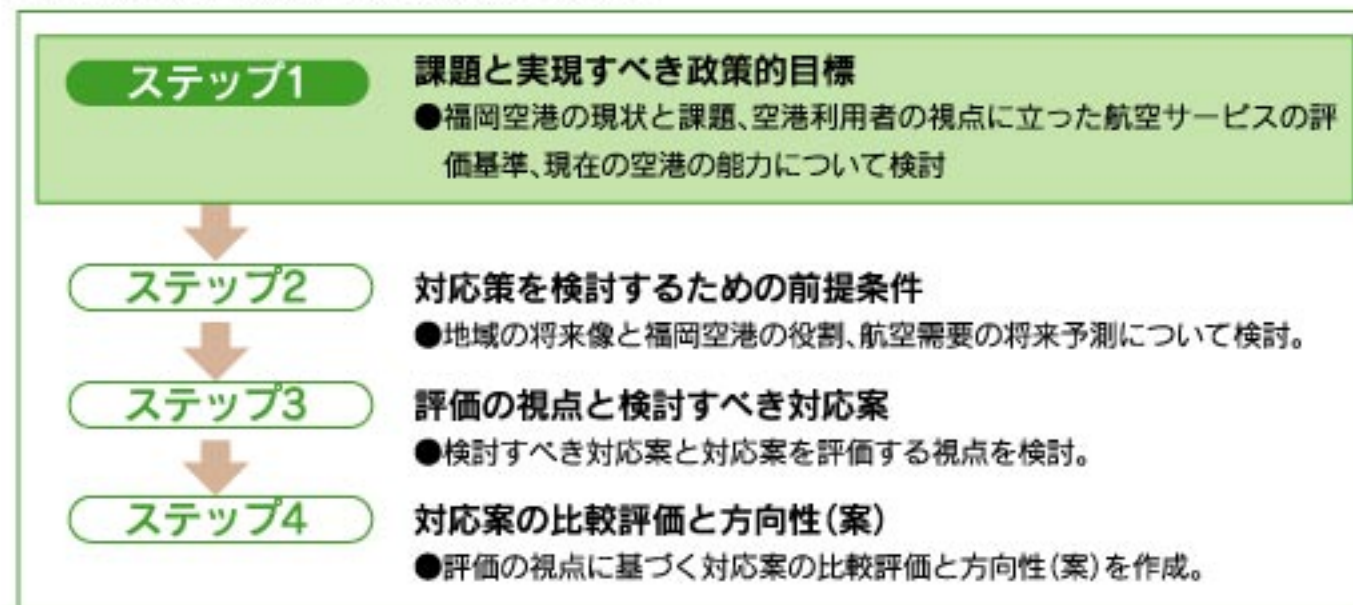 ステップ1
課題と実現すべき政策的目標
●福岡空港の現状と課題、空港利用者の視点に立った航空サービスの評
価基準、現在の空港の能力について検討
ステップ2
対応策を検討するための前提条件
●地域の将来像と福岡空港の役割、航空需要の将来予測について検討。
ステップ3
評価の視点と検討すべき対応案
●検討すべき対応案と対応案を評価する視点を検討。
ステップ4
対応案の比較評価と方向性(案)
●評価の視点に基づく対応案の比較評価と方向性(案)を作成。